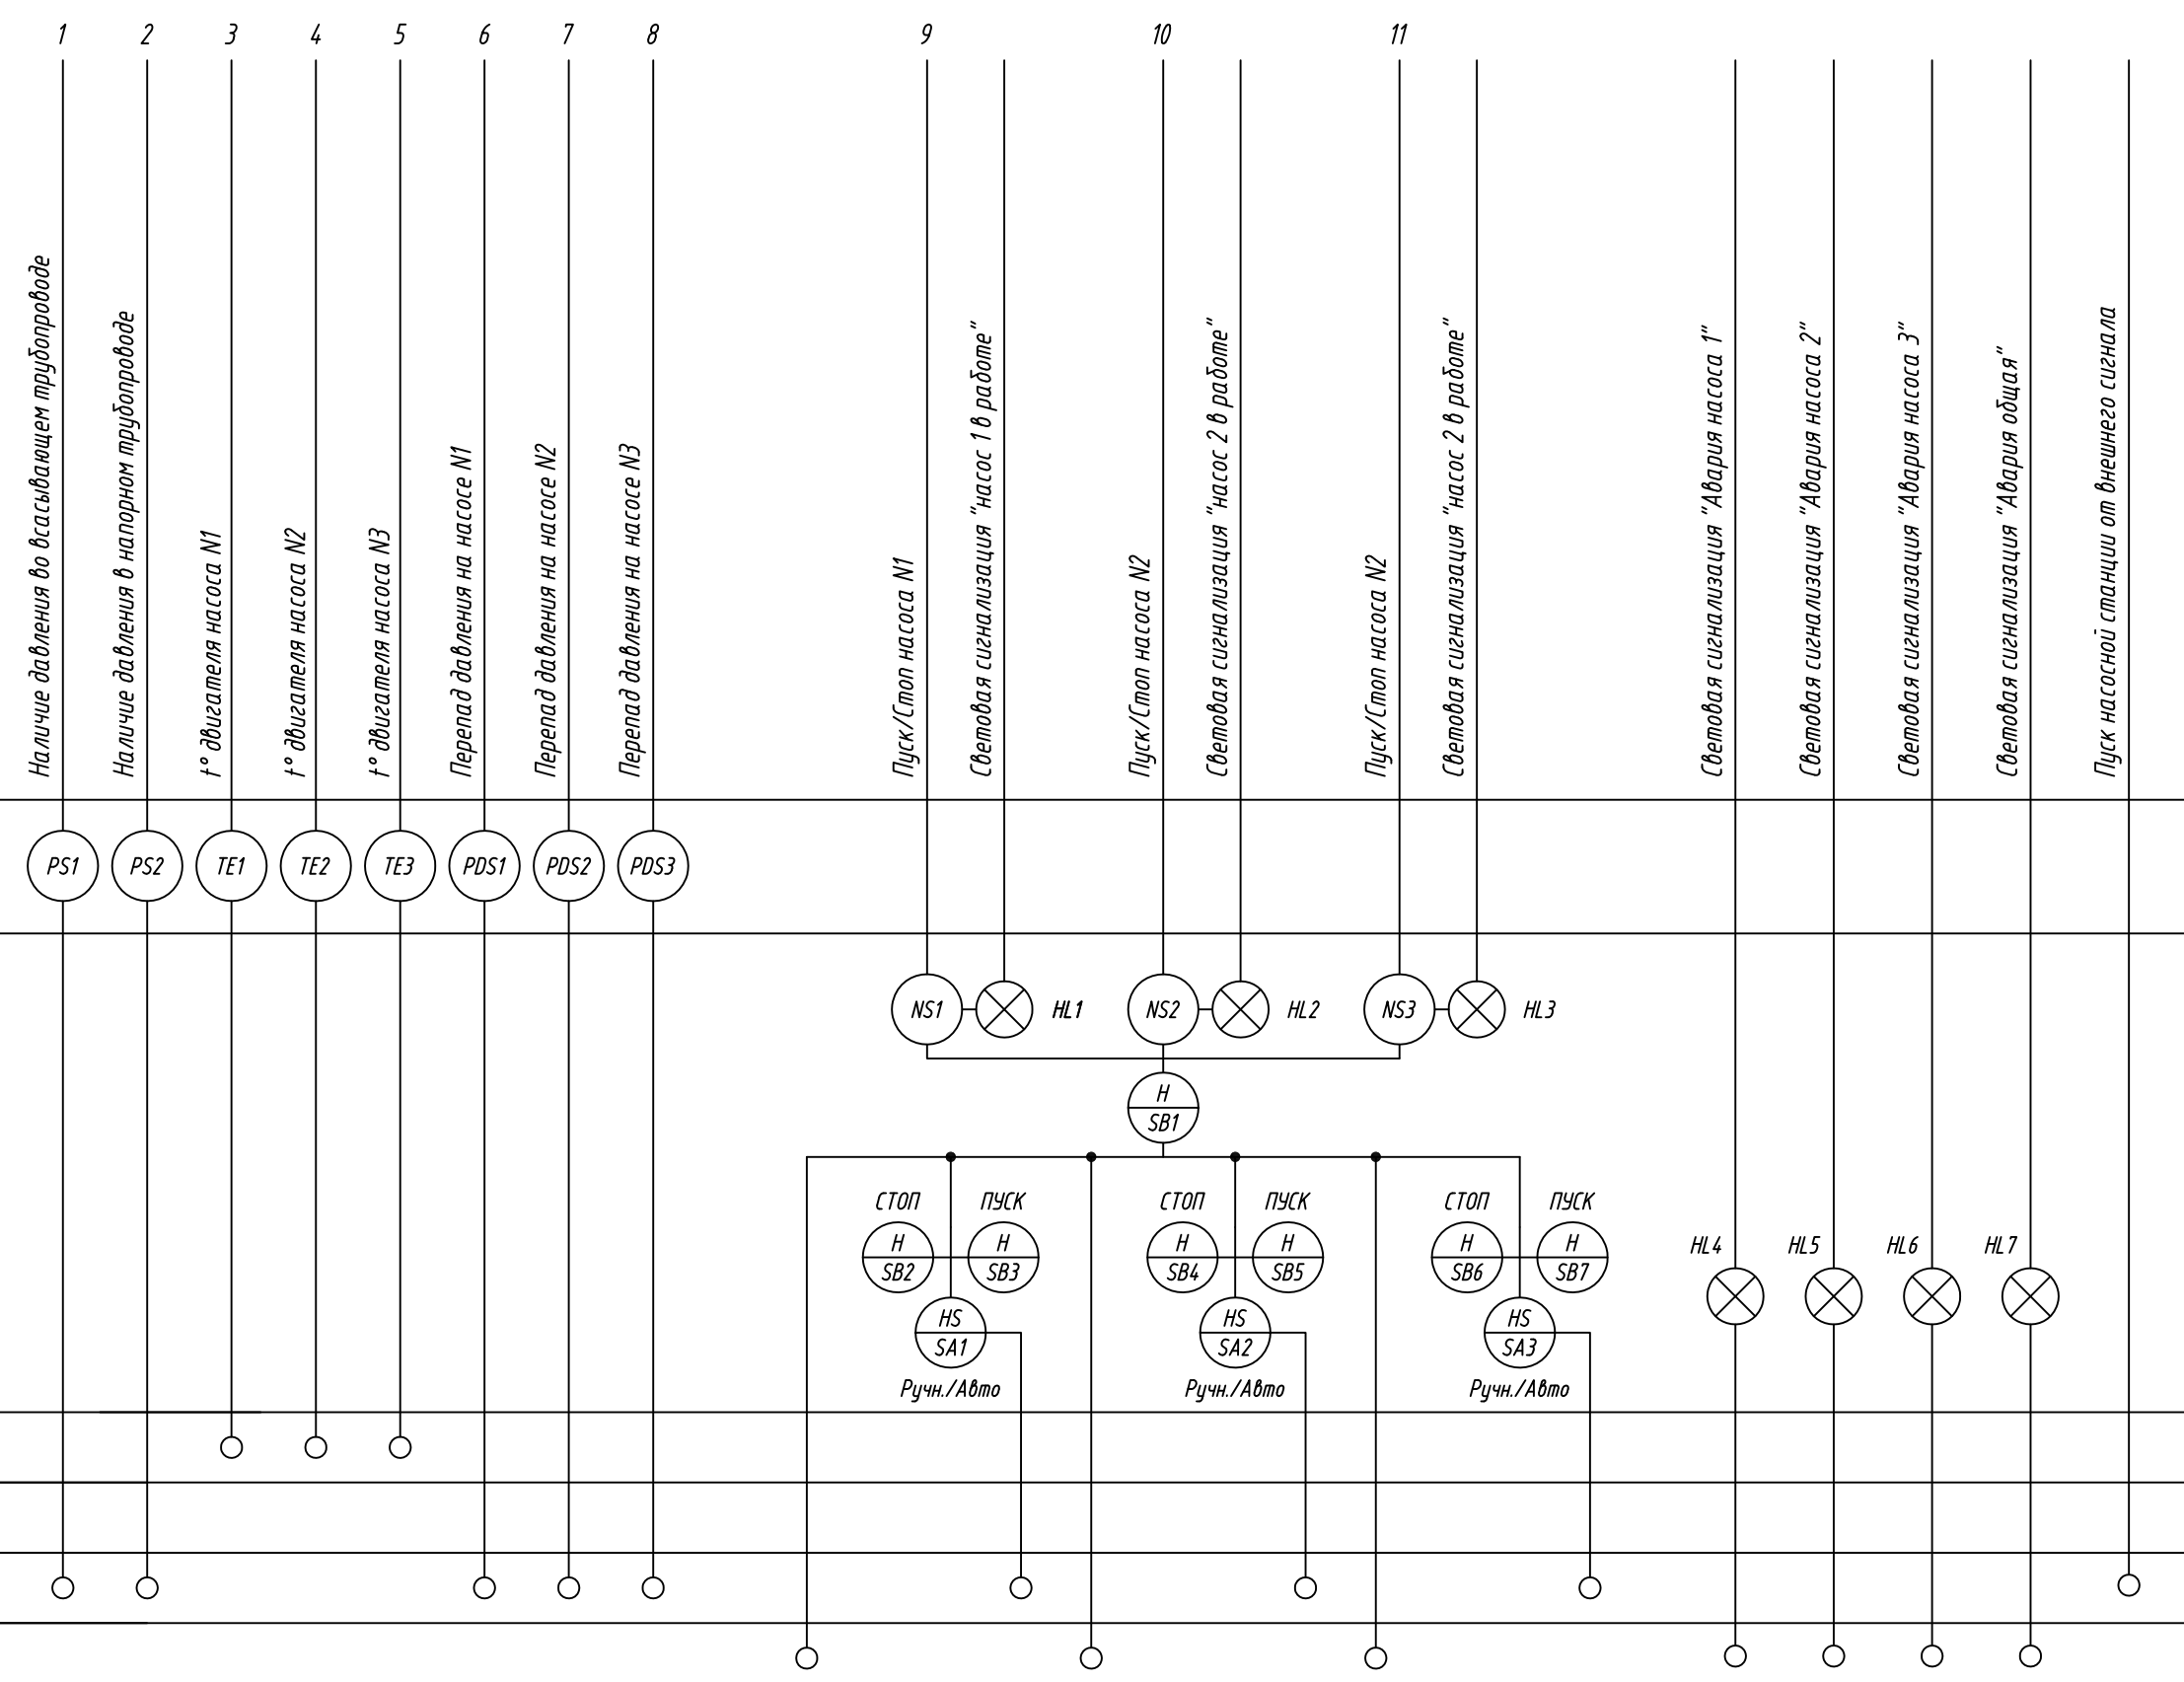 1
2
3
4
5
6
7
8
9
10
11
Наличие давления во всасывающем трубопроводе
Наличие давления в напорном трубопроводе
t° двигателя насоса N1
t° двигателя насоса N2
t° двигателя насоса N3
Перепад давления на насосе N1
Перепад давления на насосе N2
Перепад давления на насосе N3
Пуск/Стоп насоса N1
Световая сигнализация "насос 1 в работе"
Пуск/Стоп насоса N2
Световая сигнализация "насос 2 в работе"
Пуск/Стоп насоса N2
Световая сигнализация "насос 2 в работе"
Световая сигнализация "Авария насоса 1"
Световая сигнализация "Авария насоса 2"
Световая сигнализация "Авария насоса 3"
Световая сигнализация "Авария общая"
Пуск насосной станции от внешнего сигнала
PS1
PS2
TE1
TE2
TE3
PDS1
PDS2
PDS3
NS1
HL1
NS2
HL2
NS3
HL3
H
SB1
СТОП
ПУСК
СТОП
ПУСК
СТОП
ПУСК
H
SB2
H
SB3
H
SB4
H
SB5
H
SB6
H
SB7
HL4
HL5
HL6
HL7
HS
SA1
HS
SA2
HS
SA3
Ручн./Авто
Ручн./Авто
Ручн./Авто